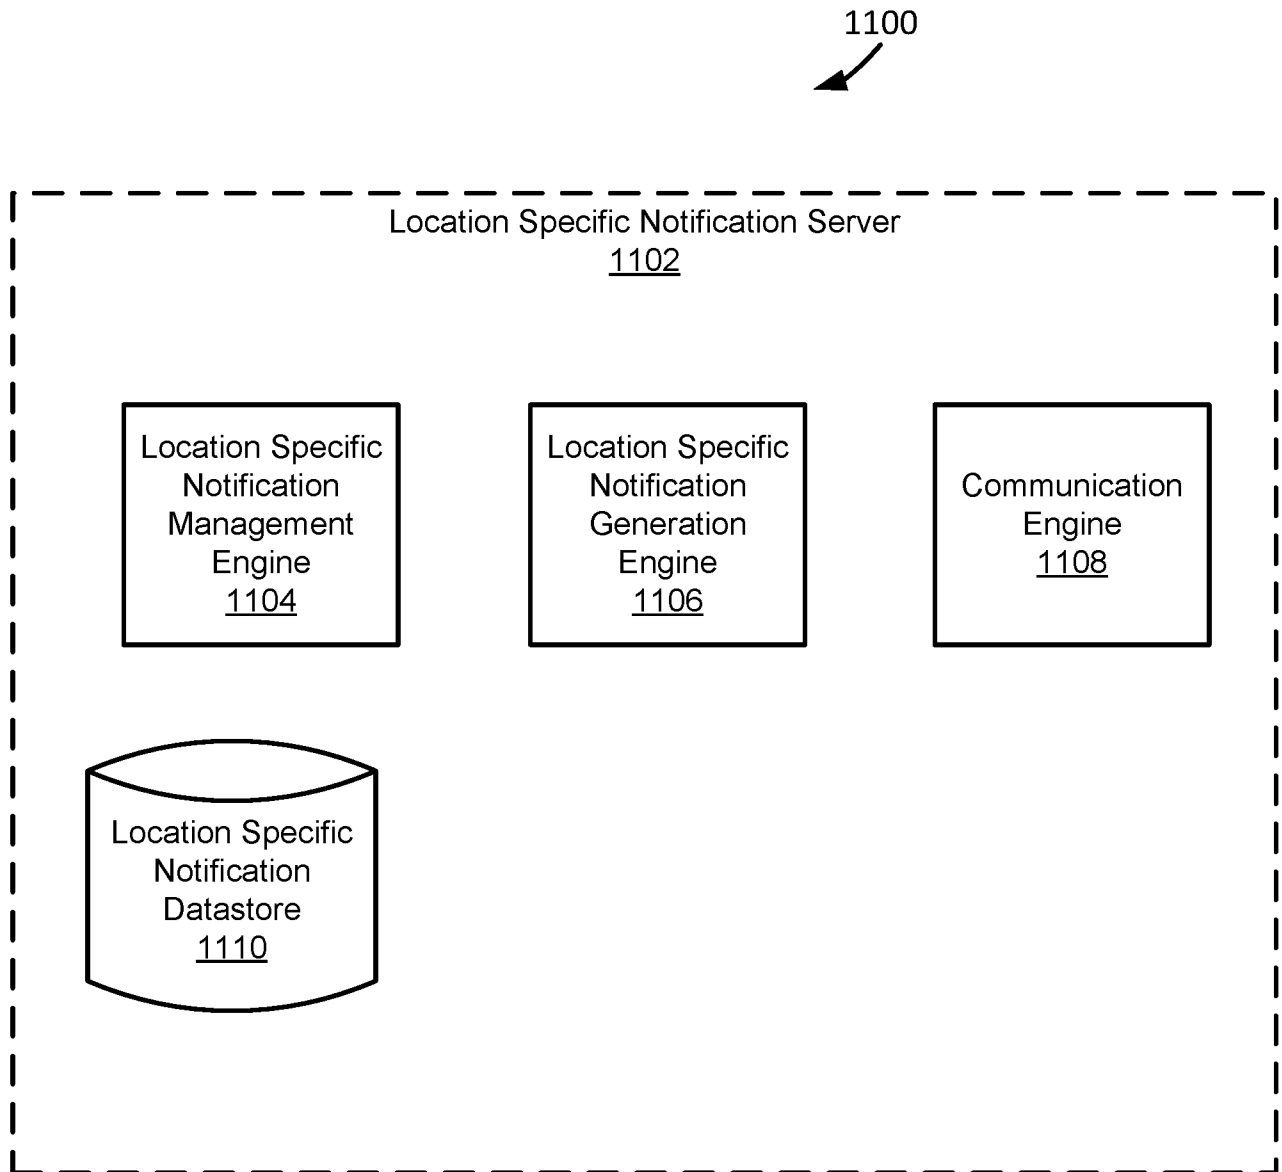 1100
Location Specific Notification Server
1102
Location Specific
Notification
Management
Engine
1104
Location Specific
Notification
Generation
Engine
1106
Communication
Engine
1108
Location Specific
Notification
Datastore
1110